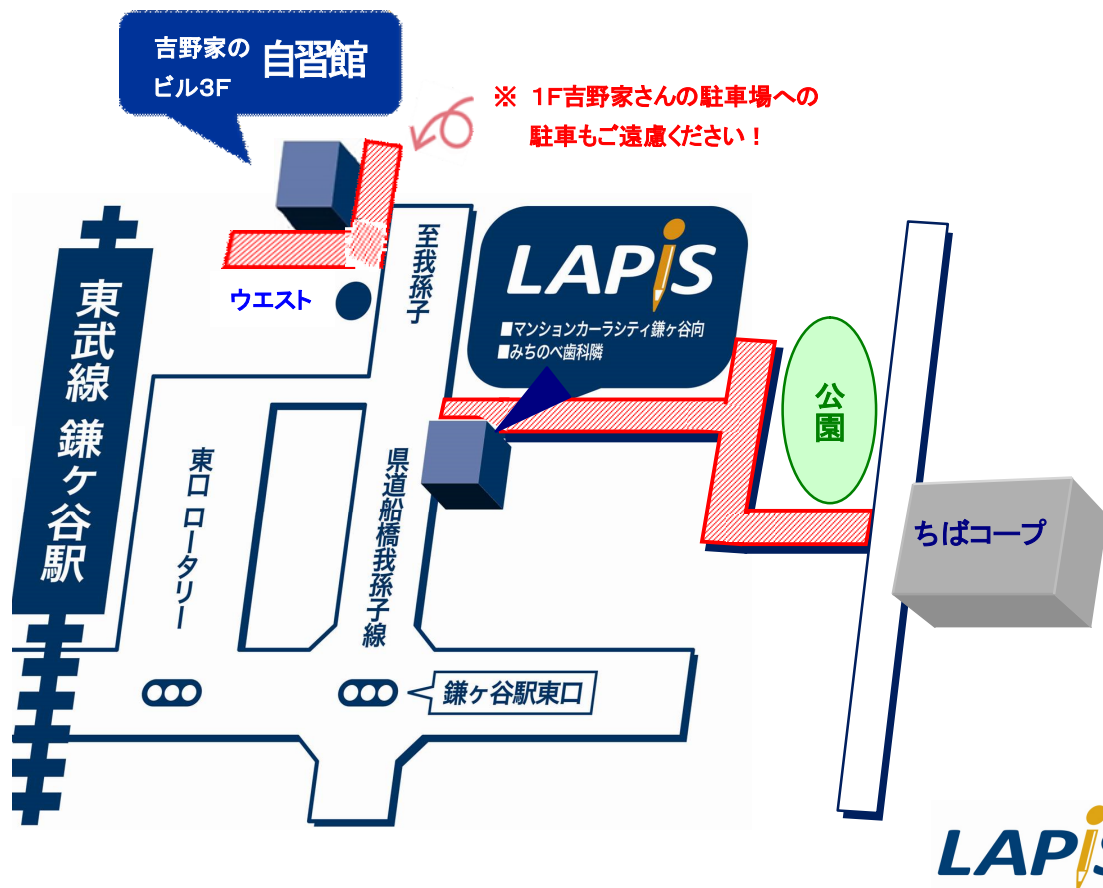 吉野家の
ビル3F
自習館
※ 1F吉野家さんの駐車場への
駐車もご遠慮ください！
至我孫子
LAPiS
■マンションカーラシティ鎌ヶ谷向
■みちのべ歯科隣
ウエスト
東武線 鎌ヶ谷駅
東口 ロータリー
県道船橋我孫子線
公園
ちばコープ
鎌ヶ谷駅東口
LAPiS